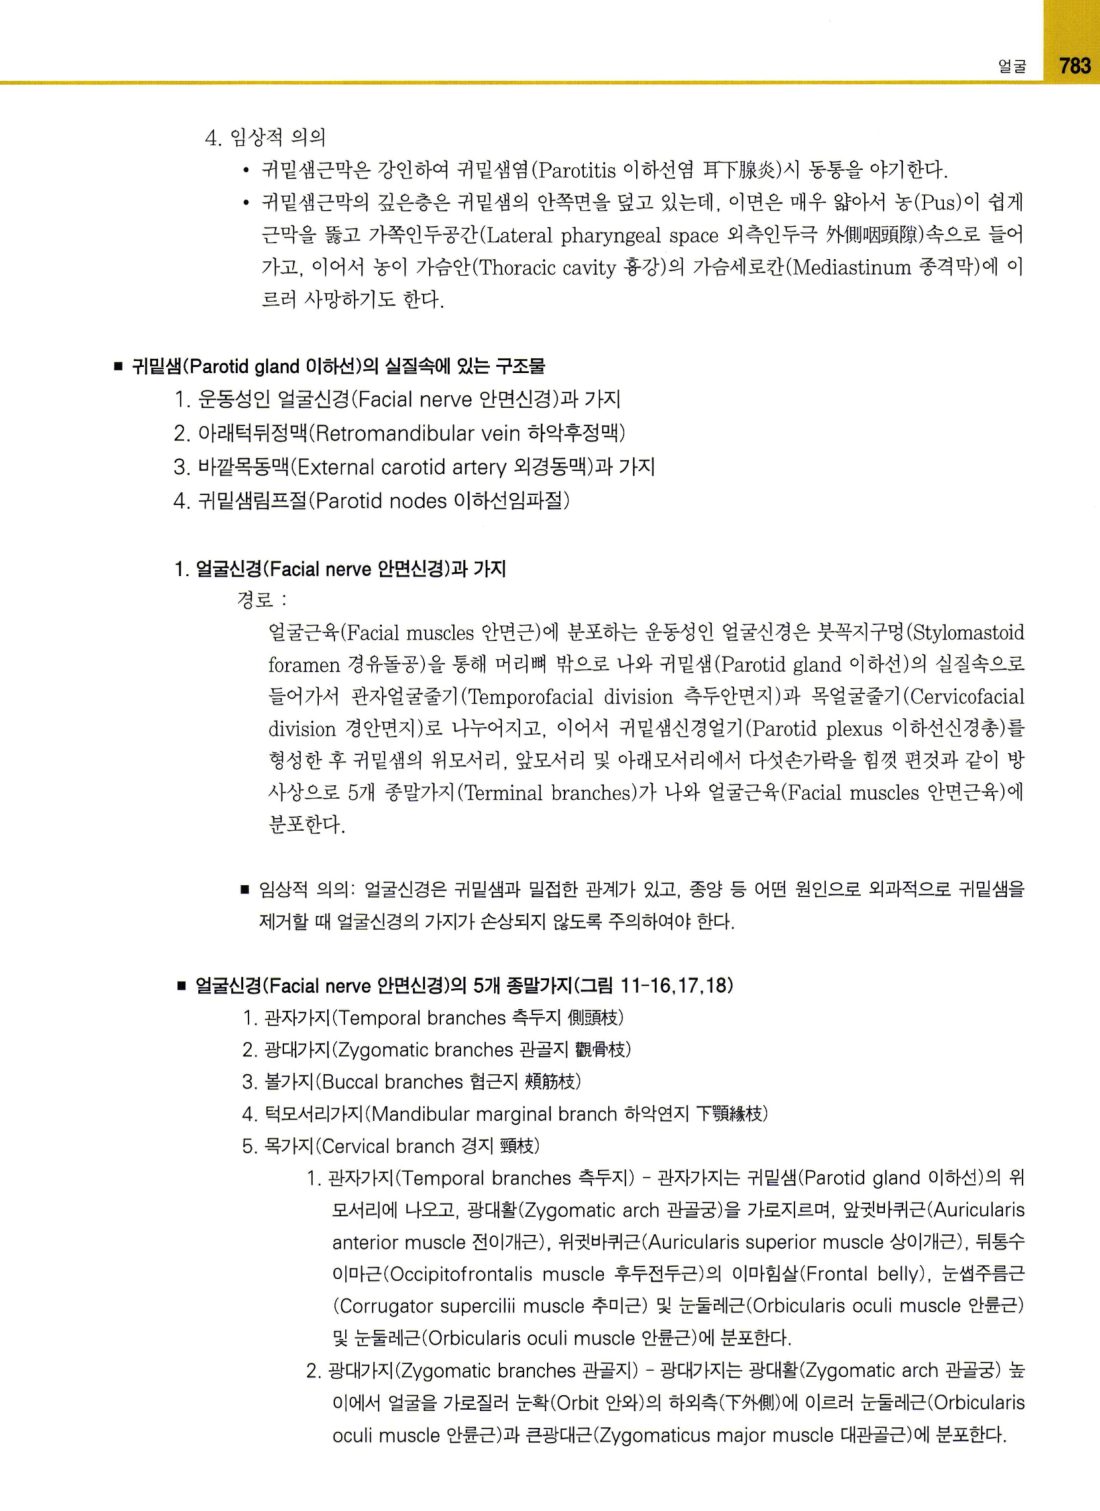 얼굴 783
4. 임상적 의의
• 귀밑샘근막은 강인하여 귀밑샘염(Parotitis 이하선염 耳下腺炎)시 동통을 야기한다.
• 귀밑샘근막의 깊은층은 귀밑샘의 안쪽면을 덮고 있는데, 이면은 매우 얇아서 농(Pus)이 쉽게
근막을 뚫고 가쪽인두공간(Lateral pharyngeal space 외측인두극 外側咽頭隙)속으로 들어
가고, 이어서 농이 가슴안(Thoracic cavity 흉강)의 가슴세로칸(Mediastinum 종격막)에 이
르러 사망하기도 한다.
■ 귀밑샘(Parotid gland 이하선)의 실질속에 있는 구조물
1. 운동성인 얼굴신경(Facial nerve 안면신경)과 가지
2. 아래턱뒤정맥(Retromandibular vein 하악후정맥)
3. 바깥목동맥(External carotid artery 외경동맥)과 가지
4. 귀밑샘림프절(Parotid nodes 이하선임파절)
1. 얼굴신경(Facial nerve 안면신경)과 가지
경로 :
얼굴근육(Facial muscles 안면근)에 분포하는 운동성인 얼굴신경은 붓꼭지구멍(Stylomastoid
foramen 경유돌공)을 통해 머리뼈 밖으로 나와 귀밑샘(Parotid gland 이하선)의 실질속으로
들어가서 관자얼굴줄기(Temporofacial division 측두안면지)과 목얼굴줄기(Cervicofacial
division 경안면지)로 나누어지고, 이어서 귀밑샘신경얼기(Parotid plexus 이하선신경총)를
형성한 후 귀밑샘의 위모서리, 앞모서리 및 아래모서리에서 다섯손가락을 힘껏 편것과 같이 방
사상으로 5개 종말가지(Terminal branches)가 나와 얼굴근육(Facial muscles 안면근육)에
분포한다.
■ 임상적 의의: 얼굴신경은 귀밑샘과 밀접한 관계가 있고, 종양 등 어떤 원인으로 외과적으로 귀밑샘을
제거할 때 얼굴신경의 가지가 손상되지 않도록 주의하여야 한다.
■ 얼굴신경(Facial nerve 안면신경)의 5개 종말가지(그림 11-16,17,18)
1. 관자가지(Temporal branches 측두지 側頭枝)
2. 광대가지(Zygomatic branches 관골지 觀骨枝)
3. 볼가지(Buccal branches 협근지 頰筋枝)
4. 턱모서리가지(Mandibular marginal branch 하악연지 下顎緣枝)
5. 목가지(Cervical branch 경지 頸枝)
1. 관자가지(Temporal branches 측두지) - 관자가지는 귀밑샘(Parotid gland 이하선)의 위
모서리에 나오고, 광대활(Zygomatic arch 관골궁)을 가로지르며, 앞귓바퀴근(Auricularis
anterior muscle 전이개근), 위귓바퀴근(Auricularis superior muscle 상이개근), 뒤통수
이마근(Occipitofrontalis muscle 후두전두근)의 이마힘살(Frontal belly), 눈썹주름근
(Corrugator supercilii muscle 추미근) 및 눈둘레근(Orbicularis oculi muscle 안륜근)
및 눈둘레근(Orbicularis oculi muscle 안륜근)에 분포한다.
2. 광대가지(Zygomatic branches 관골지) - 광대가지는 광대활(Zygomatic arch 관골궁) 높
이에서 얼굴을 가로질러 눈확(Orbit 안와)의 하외측(下外側)에 이르러 눈둘레근(Orbicularis
oculi muscle 안륜근)과 큰광대근(Zygomaticus major muscle 대관골근)에 분포한다.